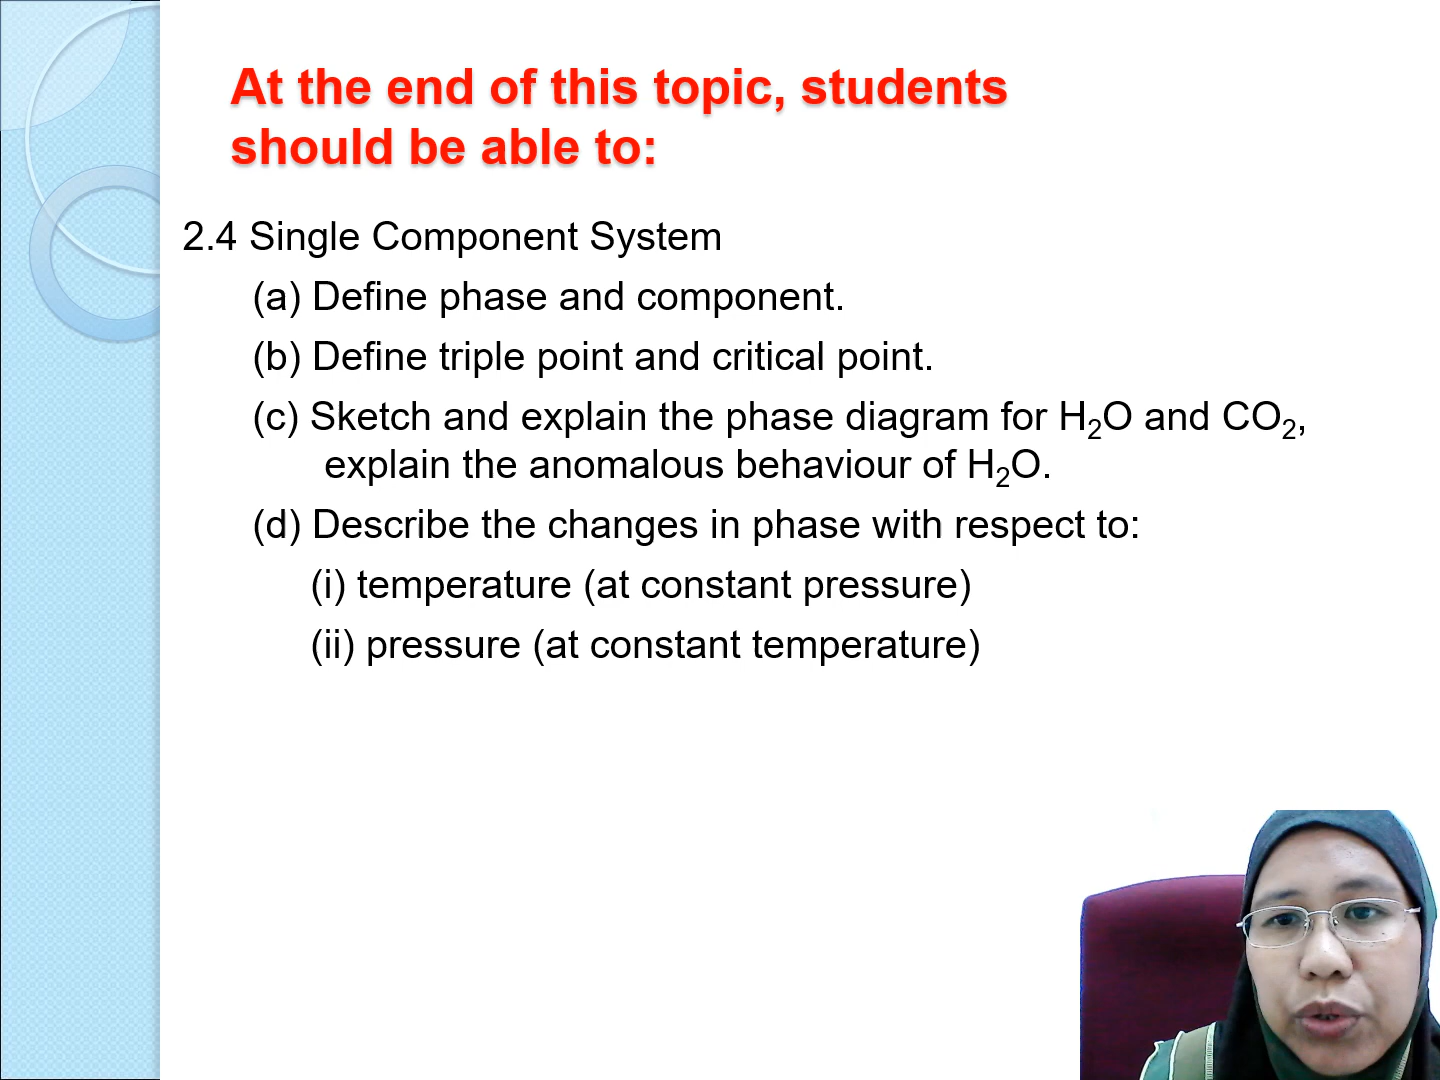 At the end of this topic, students
should be able to:
2.4 Single Component System
(a) Define phase and component.
(b) Define triple point and critical point.
(c) Sketch and explain the phase diagram for H₂O and CO₂,
explain the anomalous behaviour of H₂O.
(d) Describe the changes in phase with respect to:
(i) temperature (at constant pressure)
(ii) pressure (at constant temperature)